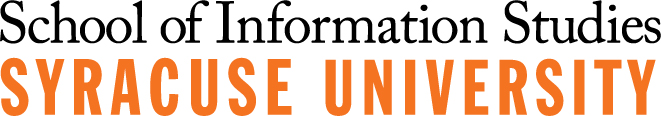 School of Information Studies
SYRACUSE UNIVERSITY